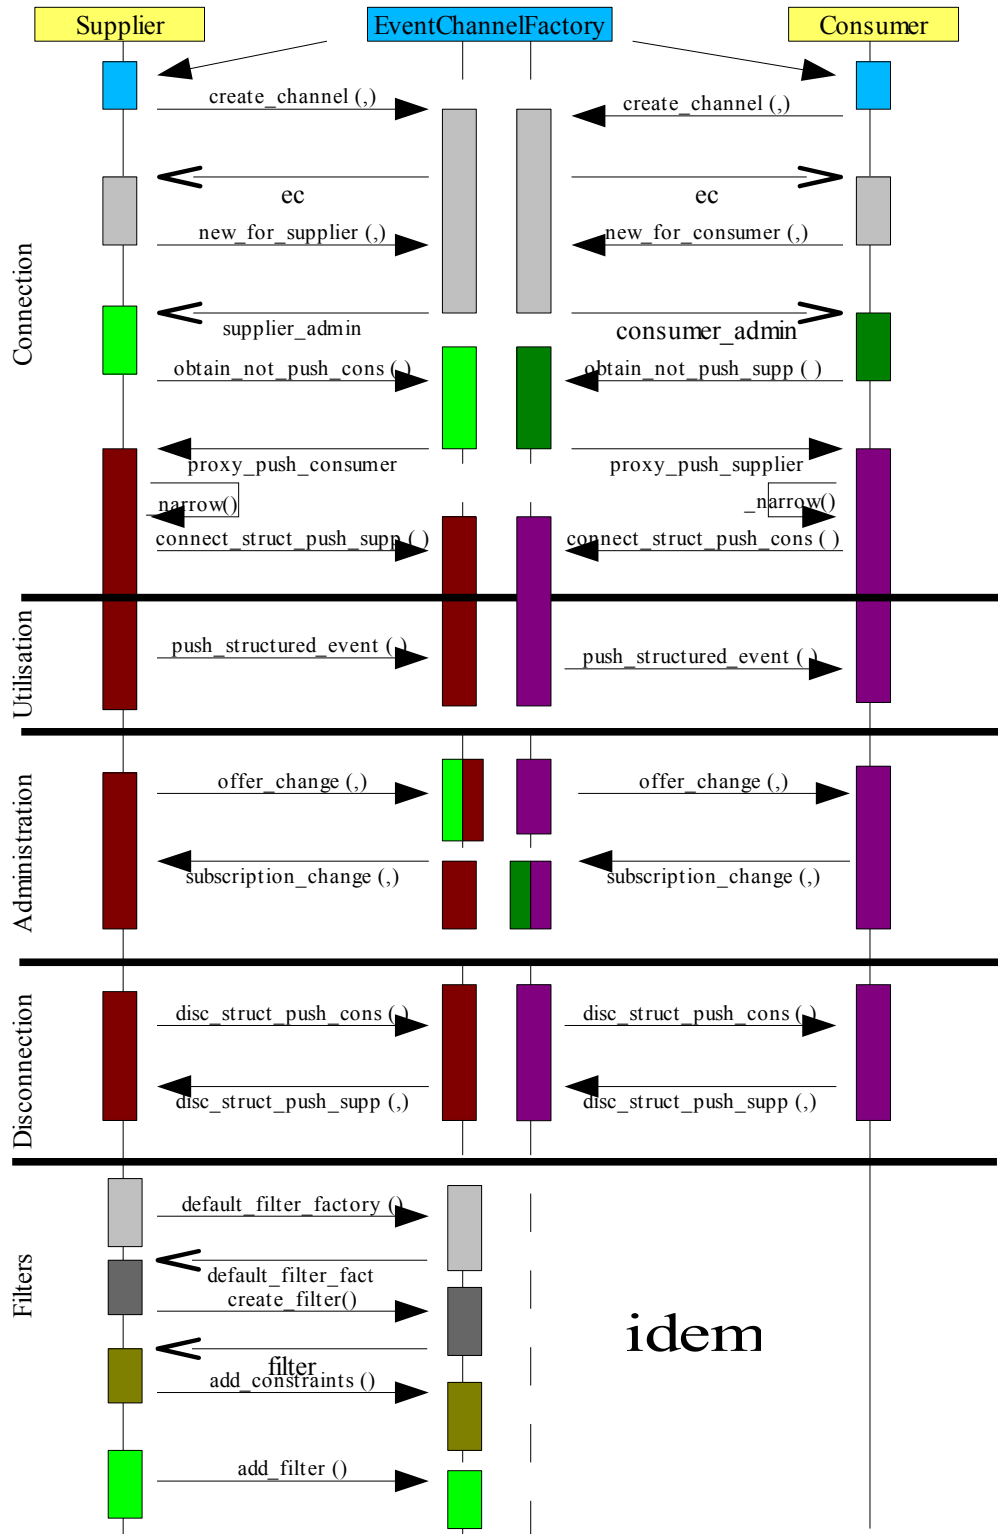 Supplier
EventChannelFactory
Consumer
create_channel (,)
create_channel (,)
ec
ec
new_for_supplier (,)
new_for_consumer (,)
Connection
supplier_admin
consumer_admin
obtain_not_push_cons ( )
obtain_not_push_supp ( )
proxy_push_consumer
proxy_push_supplier
_narrow()
_narrow()
connect_struct_push_supp ( )
connect_struct_push_cons ( )
Utilisation
push_structured_event (,)
push_structured_event ( )
Administration
offer_change (,)
offer_change (,)
subscription_change (,)
subscription_change (,)
Disconnection
disc_struct_push_cons (,)
disc_struct_push_cons (,)
disc_struct_push_supp (,)
disc_struct_push_supp (,)
Filters
default_filter_factory ()
default_filter_fact
create_filter()
filter
add_constraints ()
add_filter ()
idem